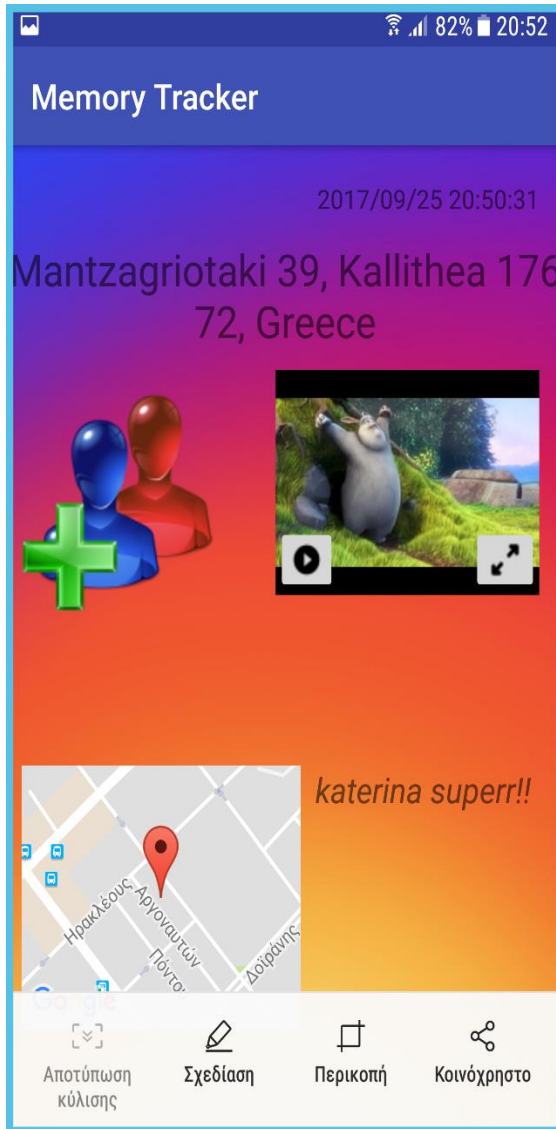 82% 20:52
Memory Tracker
2017/09/25 20:50:31
Mantzagriotaki 39, Kallithea 176
72, Greece
katerina superr!!
Ηρακλέους
Αργοναυτών
Πόντου
Δοϊράνης
Google
Αποτύπωση
κύλισης
Σχεδίαση
Περικοπή
Κοινόχρηστο